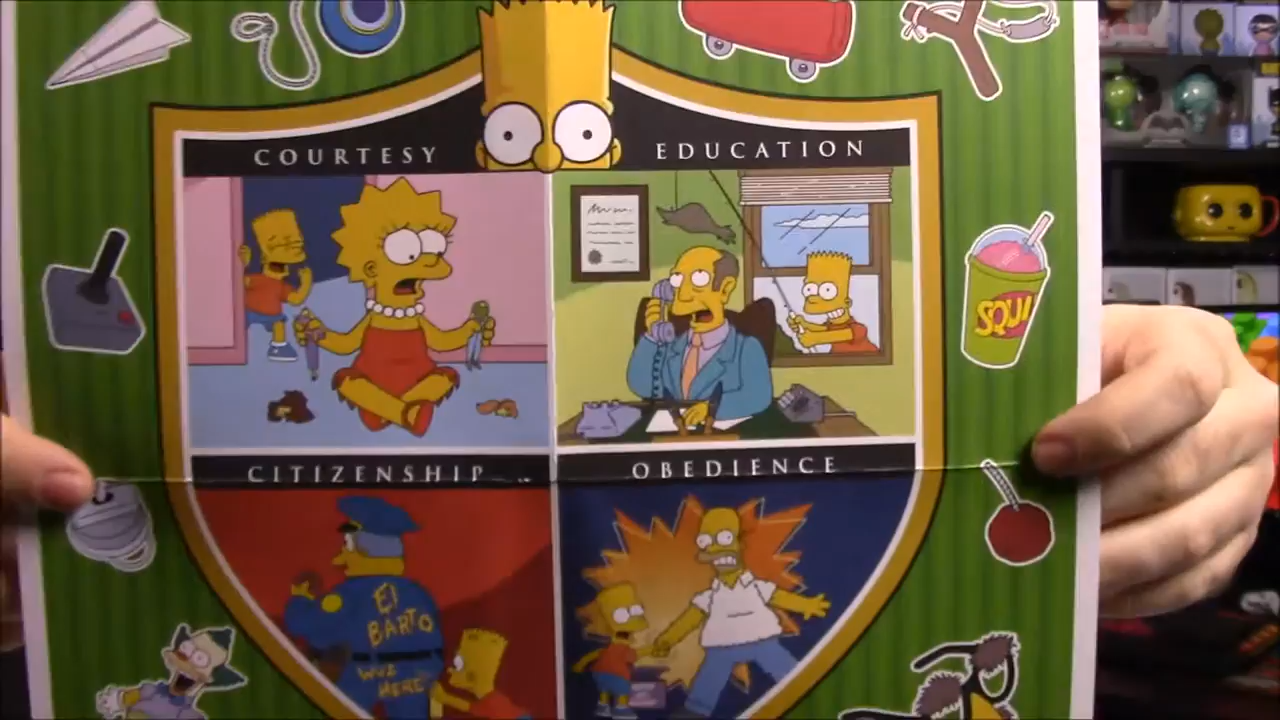 COURTESY
EDUCATION
SQUI
CITIZENSHIP
OBEDIENCE
El
BARTO
WUZ
HERE